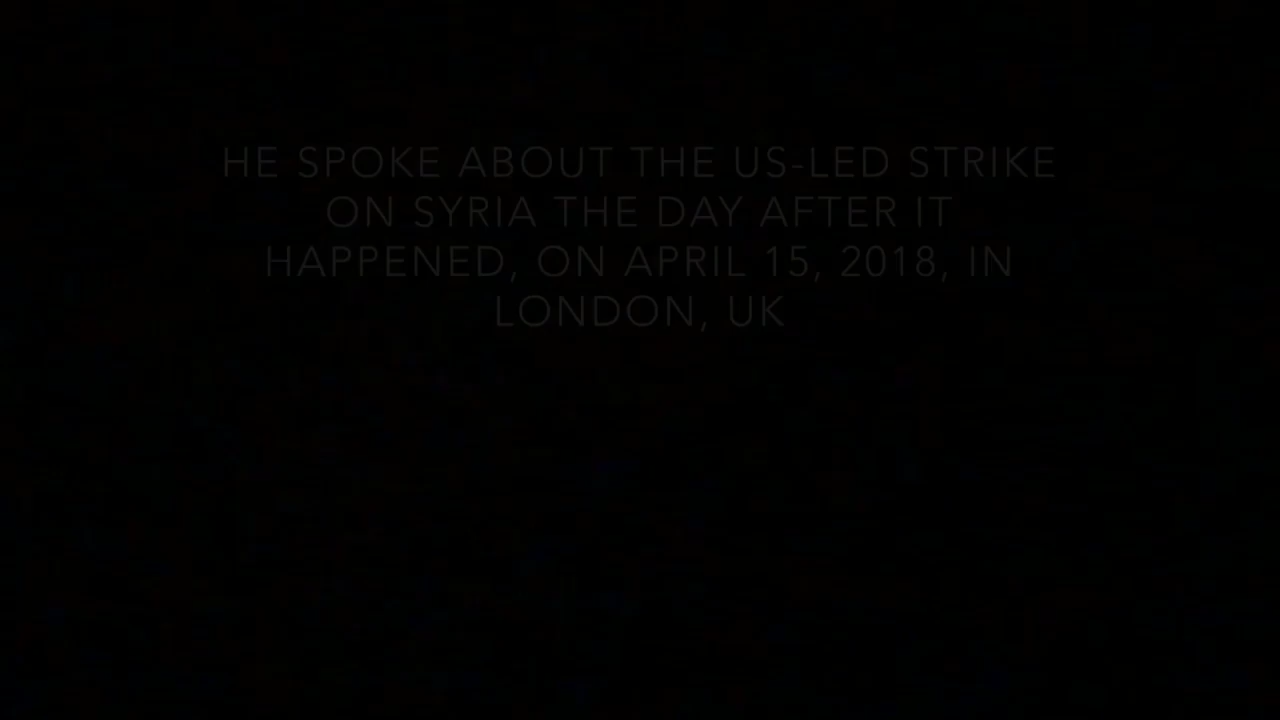 HE SPOKE ABOUT THE US-LED STRIKE
ON SYRIA THE DAY AFTER IT
HAPPENED, ON APRIL 15, 2018, IN
LONDON, UK